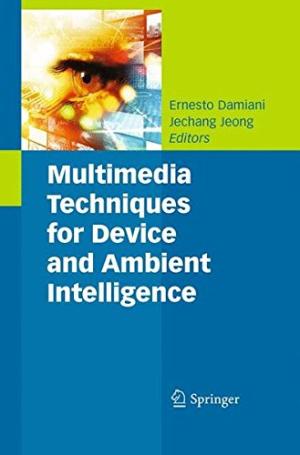 Ernesto Damiani
Jechang Jeong
Editors
Multimedia
Techniques
for Device
and Ambient
Intelligence
Springer